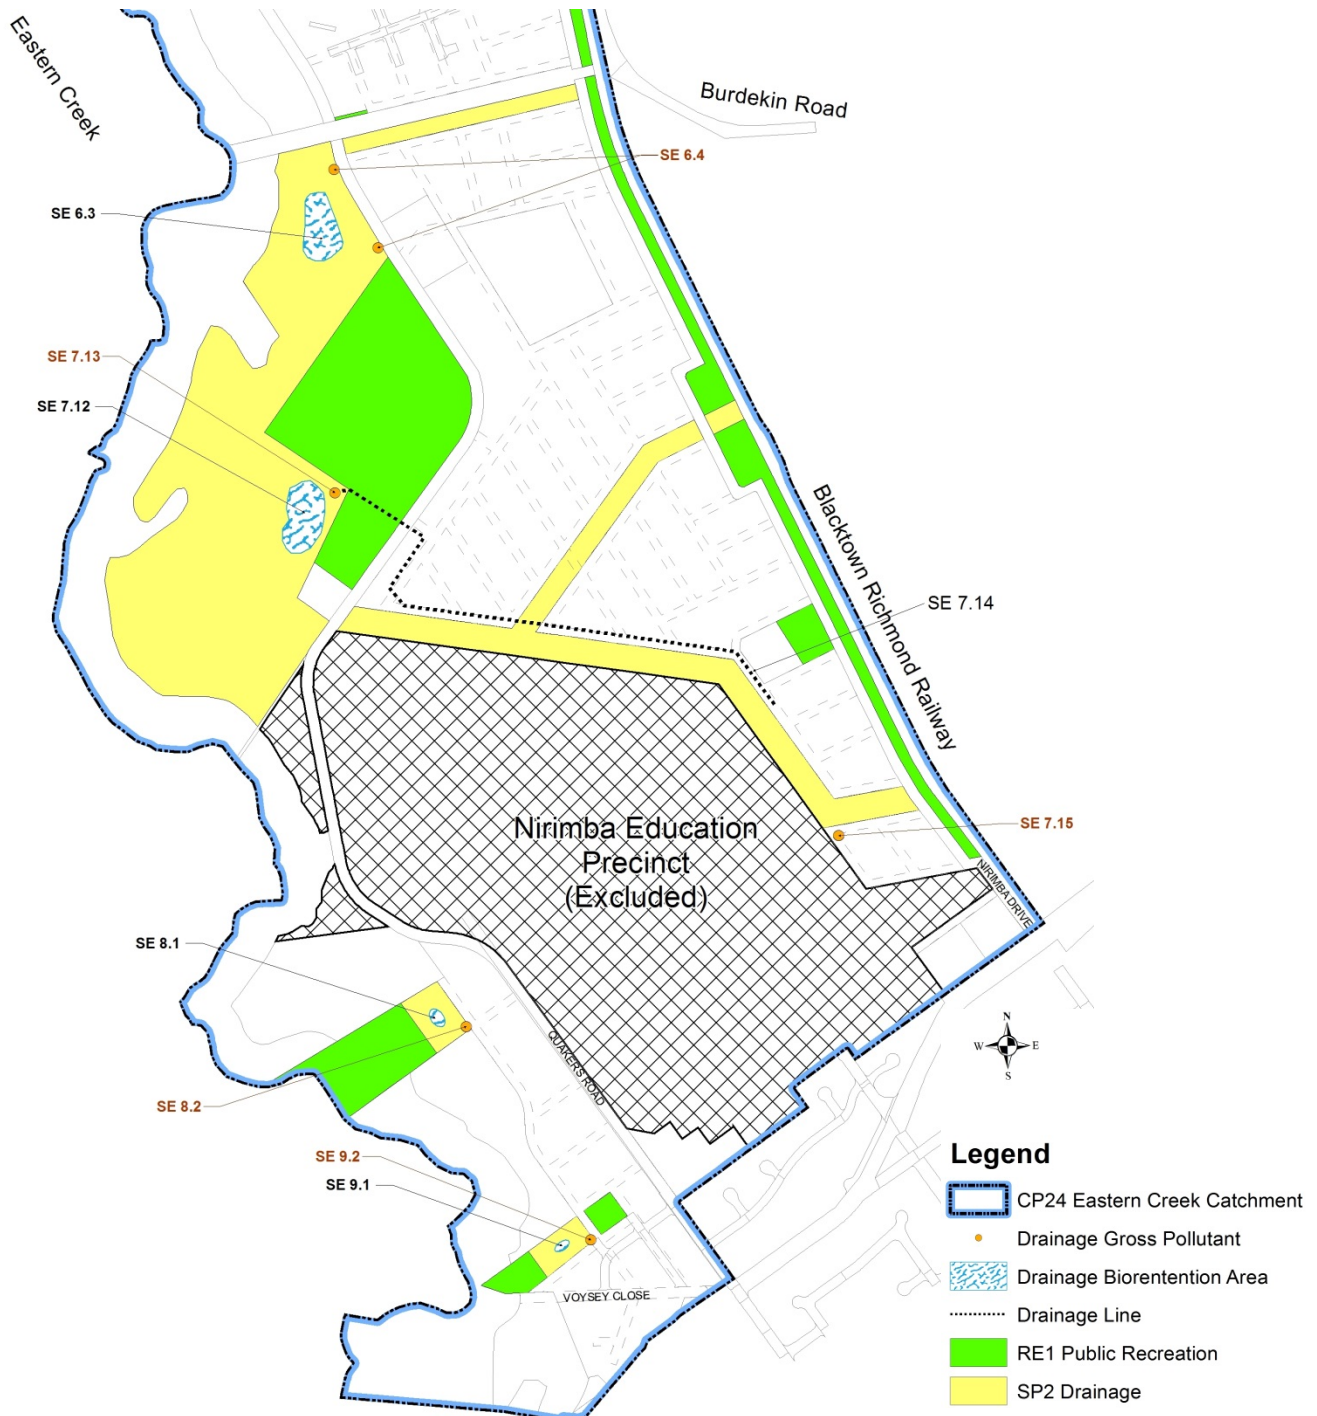 Eastern Creek
Burdekin Road
SE 6.4
SE 6.3
SE 7.13
SE 7.12
Blacktown Richmond Railway
SE 7.14
Nirimba Education
Precinct
(Excluded)
SE 7.15
NIRIMBA DRIVE
SE 8.1
QUAKERS ROAD
N
W
E
S
SE 8.2
SE 9.2
SE 9.1
VOYSEY CLOSE
Legend
CP24 Eastern Creek Catchment
Drainage Gross Pollutant
Drainage Biorentention Area
Drainage Line
RE1 Public Recreation
SP2 Drainage